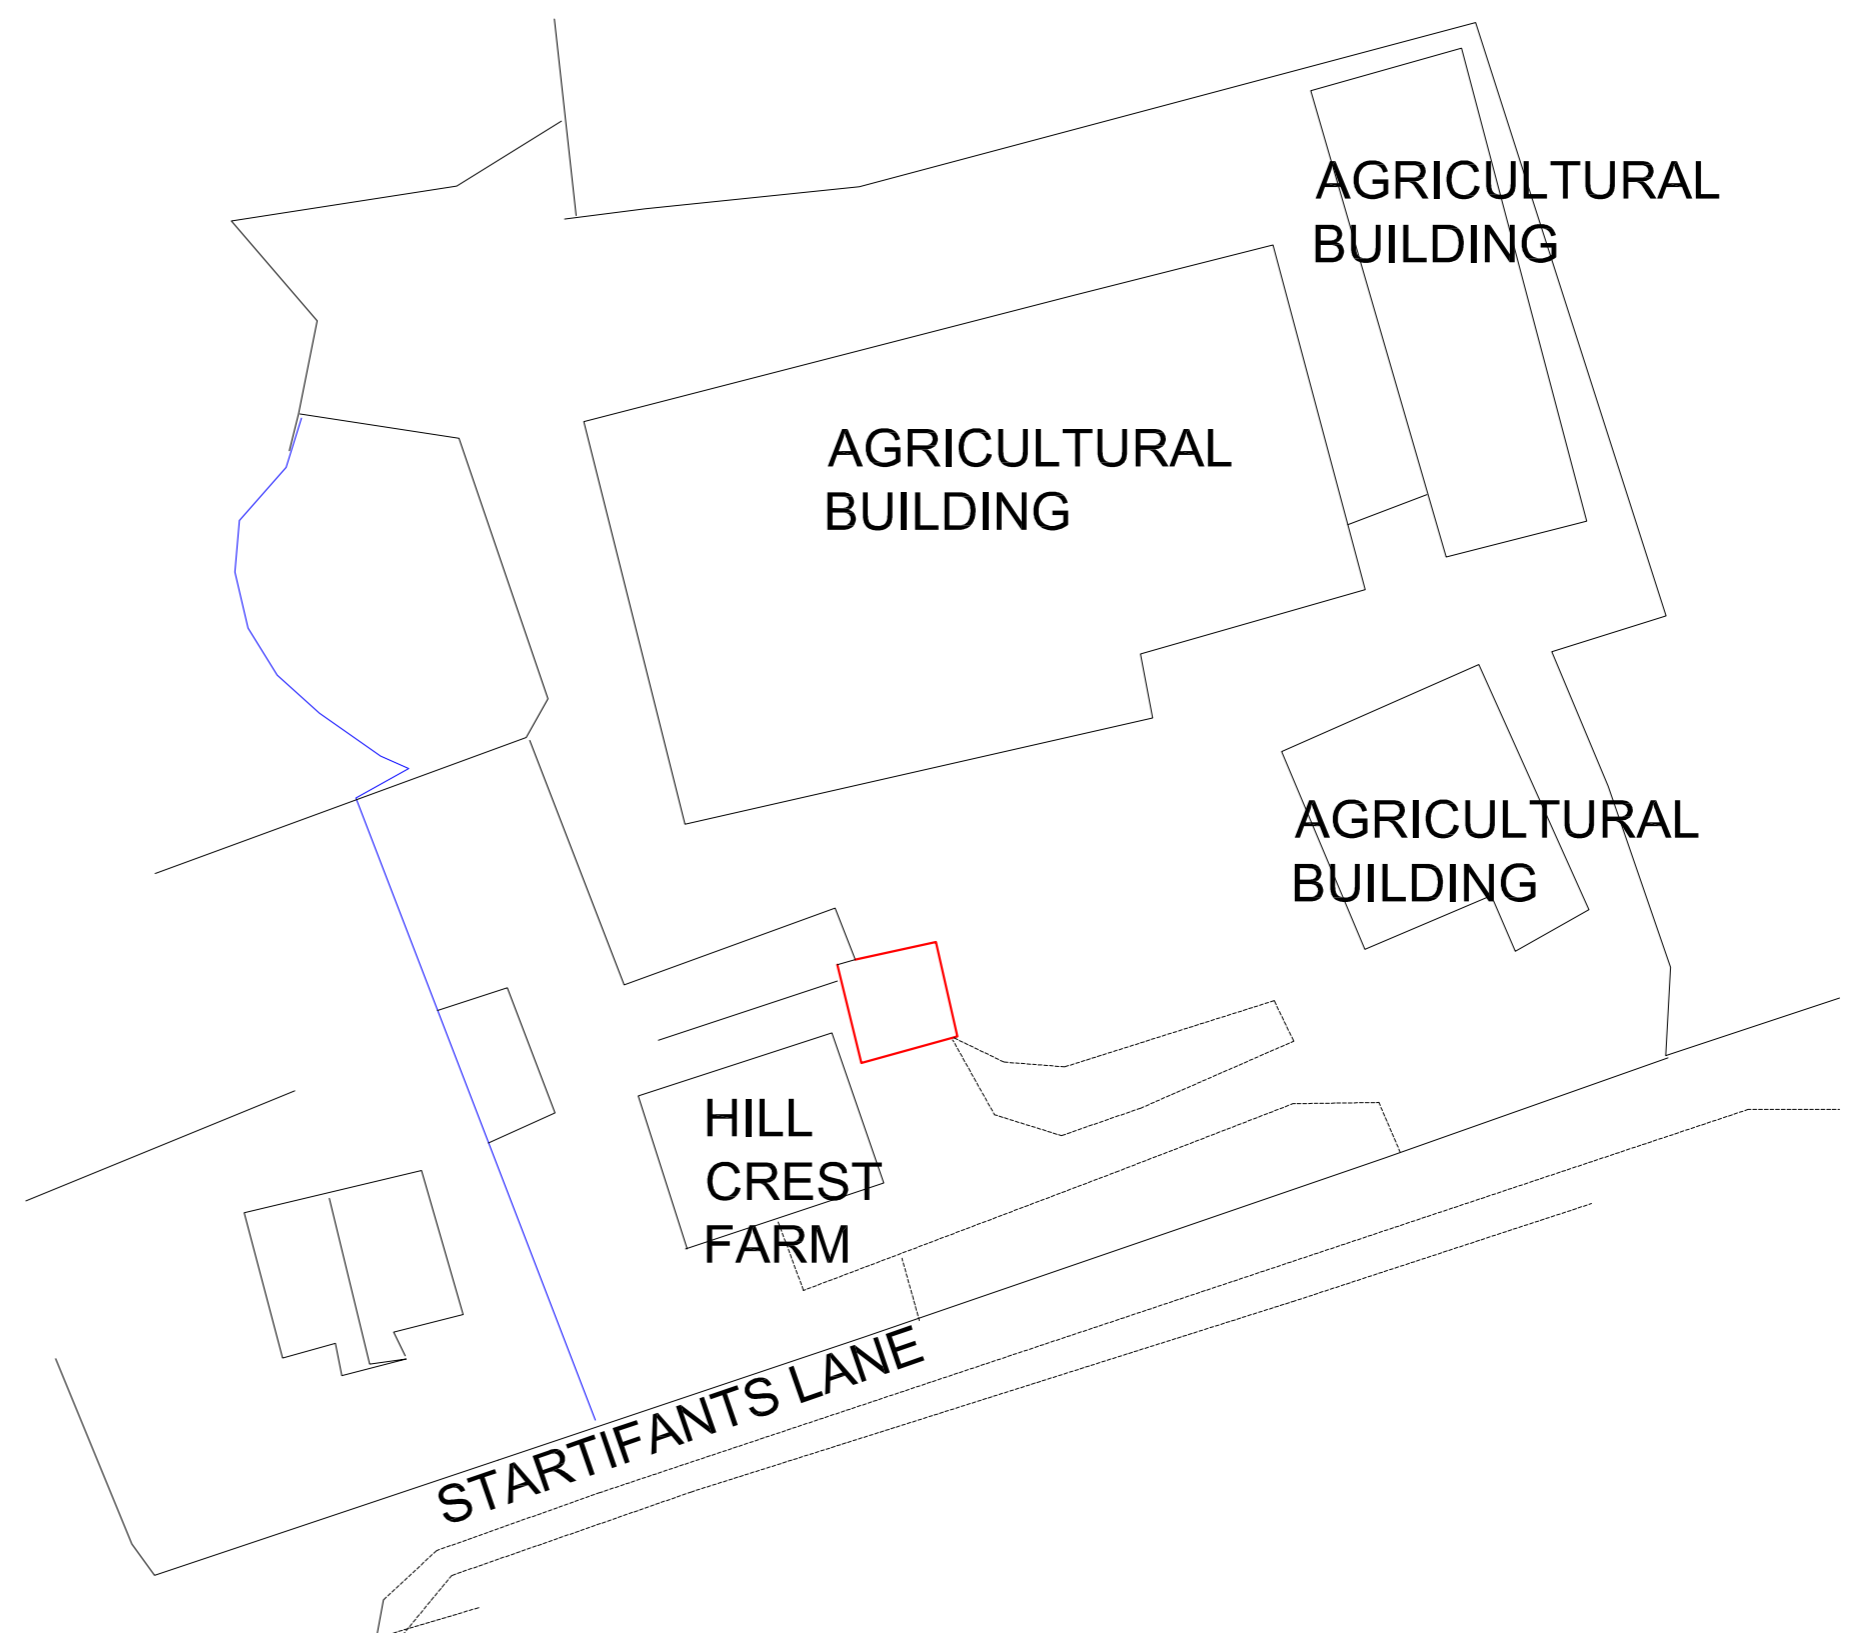 AGRICULTURAL
BUILDING
AGRICULTURAL
BUILDING
AGRICULTURAL
BUILDING
HILL
CREST
FARM
STARTIFANTS LANE